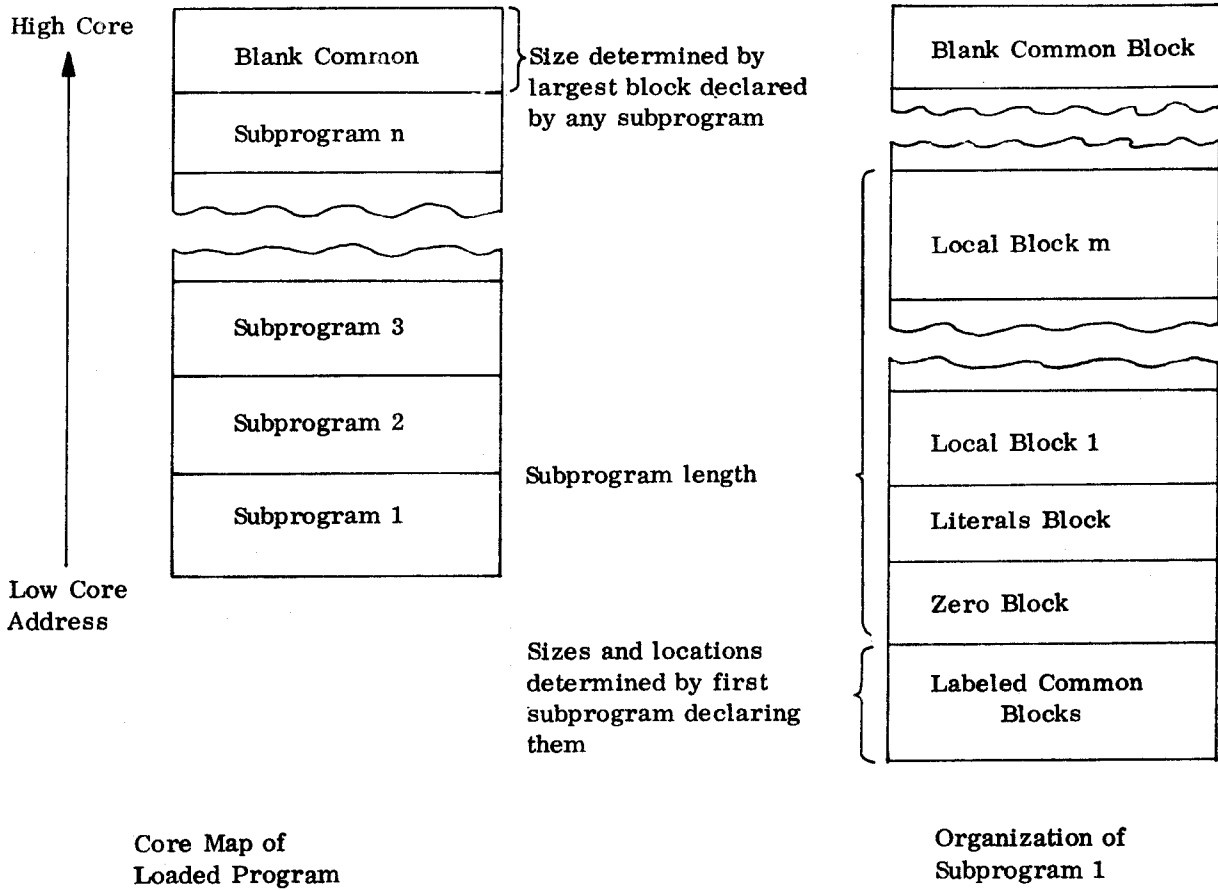 High Core
Blank Common
Size determined by
largest block declared
by any subprogram
Subprogram n
Subprogram 3
Subprogram 2
Subprogram 1
Low Core
Address
Core Map of
Loaded Program
Blank Common Block
Local Block m
Subprogram length
Local Block 1
Literals Block
Zero Block
Sizes and locations
determined by first
subprogram declaring
them
Labeled Common
Blocks
Organization of
Subprogram 1